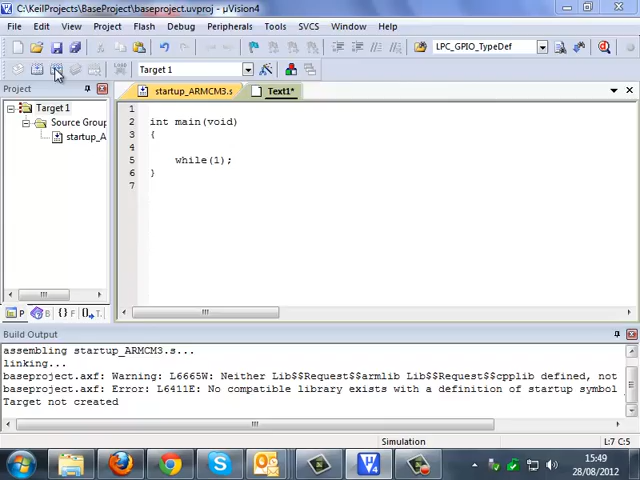 C:\KeilProjects\BaseProject\baseproject.uvproj - µVision4
File Edit View Project Flash Debug Peripherals Tools SVCS Window Help
LPC_GPIO_TypeDef
LOAD Target 1
Project
startup_ARMCM3.s Text1*
Target 1
Source Group
startup_A
1
2 int main(void)
3 {
4
5 while(1);
6 }
7
P B {} F T.
Build Output
assembling startup_ARMCM3.s...
linking...
baseproject.axf: Warning: L6665W: Neither Lib$$Request$$armlib Lib$$Request$$cpplib defined, not
baseproject.axf: Error: L6411E: No compatible library exists with a definition of startup symbol
Target not created
Simulation L:7 C:5
15:49
28/08/2012